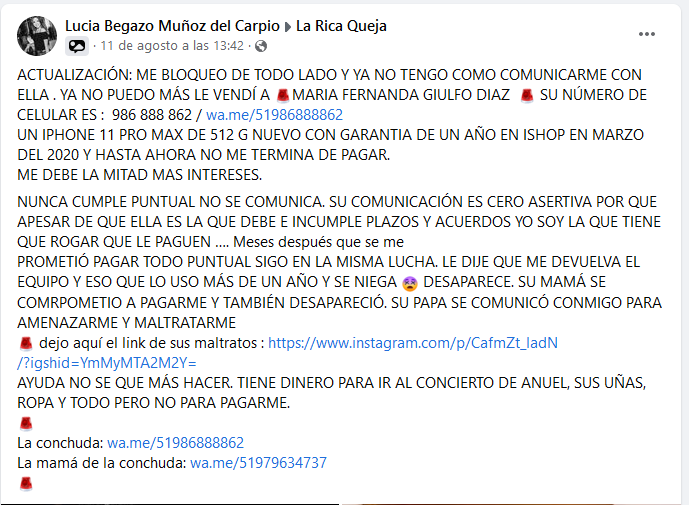 Lucia Begazo Muñoz del Carpio ▸ La Rica Queja
· 11 de agosto a las 13:42 ·
ACTUALIZACIÓN: ME BLOQUEO DE TODO LADO Y YA NO TENGO COMO COMUNICARME CON
ELLA . YA NO PUEDO MÁS LE VENDÍ A MARIA FERNANDA GIULFO DIAZ SU NÚMERO DE
CELULAR ES : 986 888 862 / wa.me/51986888862
UN IPHONE 11 PRO MAX DE 512 G NUEVO CON GARANTIA DE UN AÑO EN ISHOP EN MARZO
DEL 2020 Y HASTA AHORA NO ME TERMINA DE PAGAR.
ME DEBE LA MITAD MAS INTERESES.
NUNCA CUMPLE PUNTUAL NO SE COMUNICA. SU COMUNICACIÓN ES CERO ASERTIVA POR QUE
APESAR DE QUE ELLA ES LA QUE DEBE E INCUMPLE PLAZOS Y ACUERDOS YO SOY LA QUE TIENE
QUE ROGAR QUE LE PAGUEN .... Meses después que se me
PROMETIÓ PAGAR TODO PUNTUAL SIGO EN LA MISMA LUCHA. LE DIJE QUE ME DEVUELVA EL
EQUIPO Y ESO QUE LO USO MÁS DE UN AÑO Y SE NIEGA 😨 DESAPARECE. SU MAMÁ SE
COMRPOMETIO A PAGARME Y TAMBIÉN DESAPARECIÓ. SU PAPA SE COMUNICÓ CONMIGO PARA
AMENAZARME Y MALTRATARME
dejo aquí el link de sus maltratos : https://www.instagram.com/p/CafmZt_ladN
/?igshid=YmMyMTA2M2Y=
AYUDA NO SE QUE MÁS HACER. TIENE DINERO PARA IR AL CONCIERTO DE ANUEL, SUS UÑAS,
ROPA Y TODO PERO NO PARA PAGARME.
La conchuda: wa.me/51986888862
La mamá de la conchuda: wa.me/51979634737